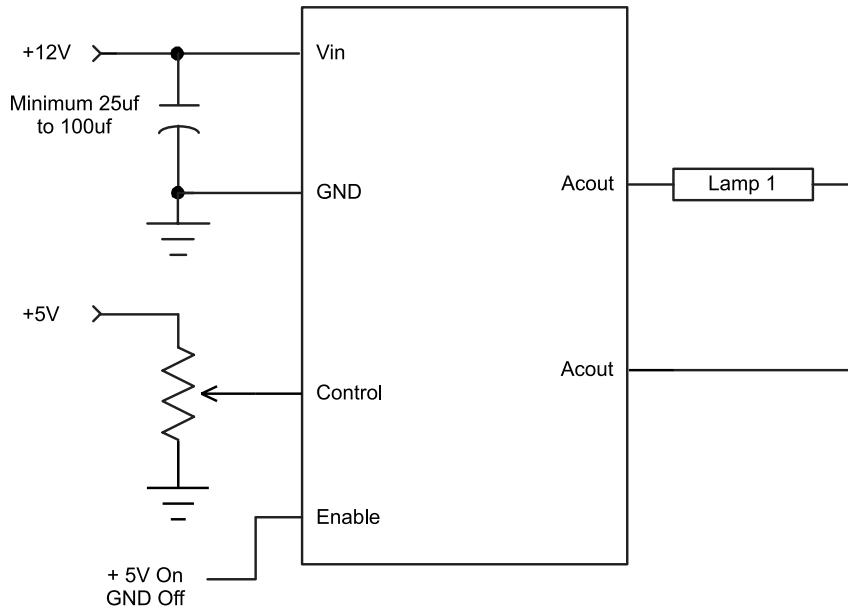 +12V
Vin
Minimum 25uf
to 100uf
GND
Acout
Lamp 1
+5V
Acout
Control
Enable
+ 5V On
GND Off